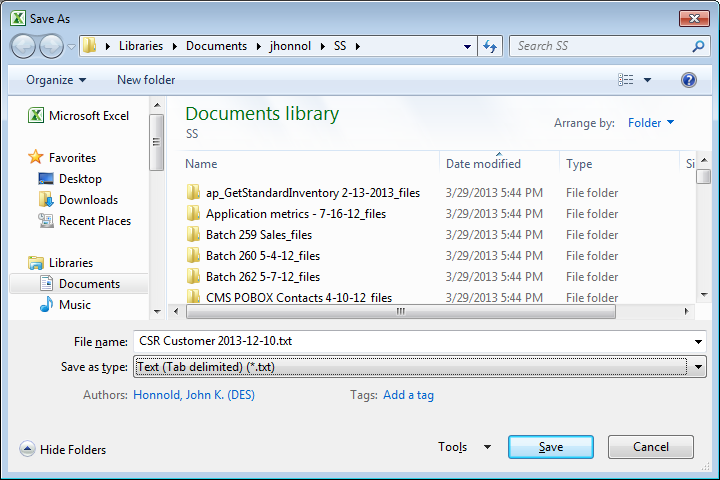 Save As
Libraries Documents jhonnol SS Search SS
Organize New folder
Microsoft Excel
Favorites
Desktop
Downloads
Recent Places
Libraries
Documents
Music
Documents library
SS
Arrange by: Folder
Name Date modified Type Si
ap_GetStandardInventory 2-13-2013_files 3/29/2013 5:44 PM File folder
Application metrics - 7-16-12_files 3/29/2013 5:44 PM File folder
Batch 259 Sales_files 3/29/2013 5:44 PM File folder
Batch 260 5-4-12_files 3/29/2013 5:44 PM File folder
Batch 262 5-7-12_files 3/29/2013 5:44 PM File folder
CMS POBOX Contacts 4-10-12_files 3/29/2013 5:44 PM File folder
File name: CSR Customer 2013-12-10.txt
Save as type: Text (Tab delimited) (*.txt)
Authors: Honnold, John K. (DES) Tags: Add a tag
Hide Folders Tools Save Cancel